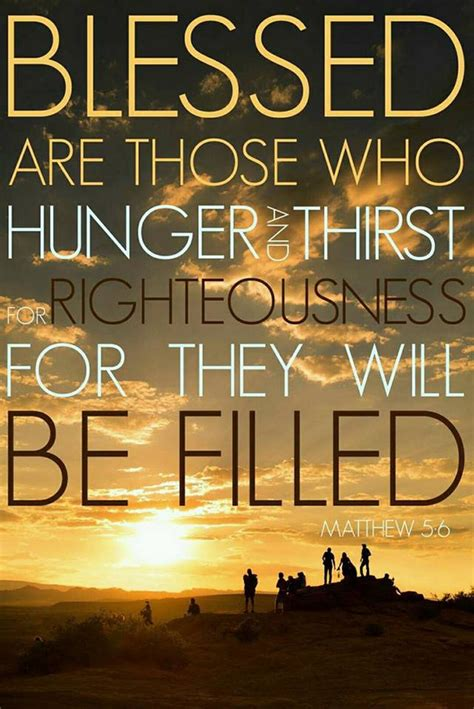 BLESSED
ARE THOSE WHO
HUNGER AND THIRST
FOR RIGHTEOUSNESS
FOR THEY WILL
BE FILLED
MATTHEW 5:6